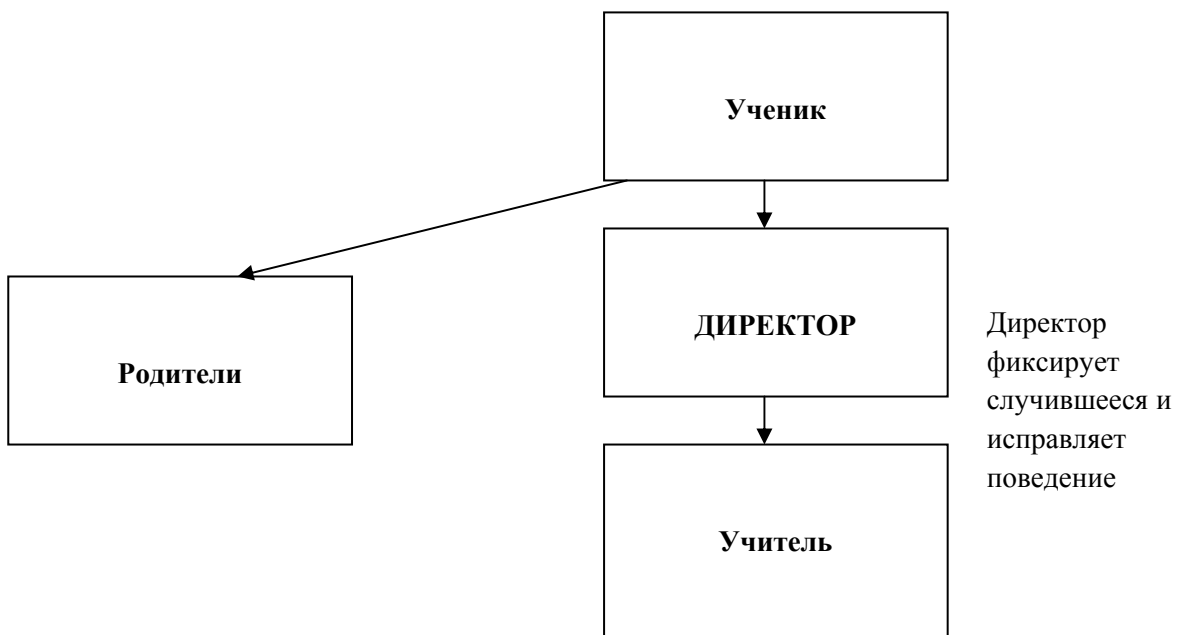 Ученик
ДИРЕКТОР
Родители
Директор
фиксирует
случившееся и
исправляет
поведение
Учитель